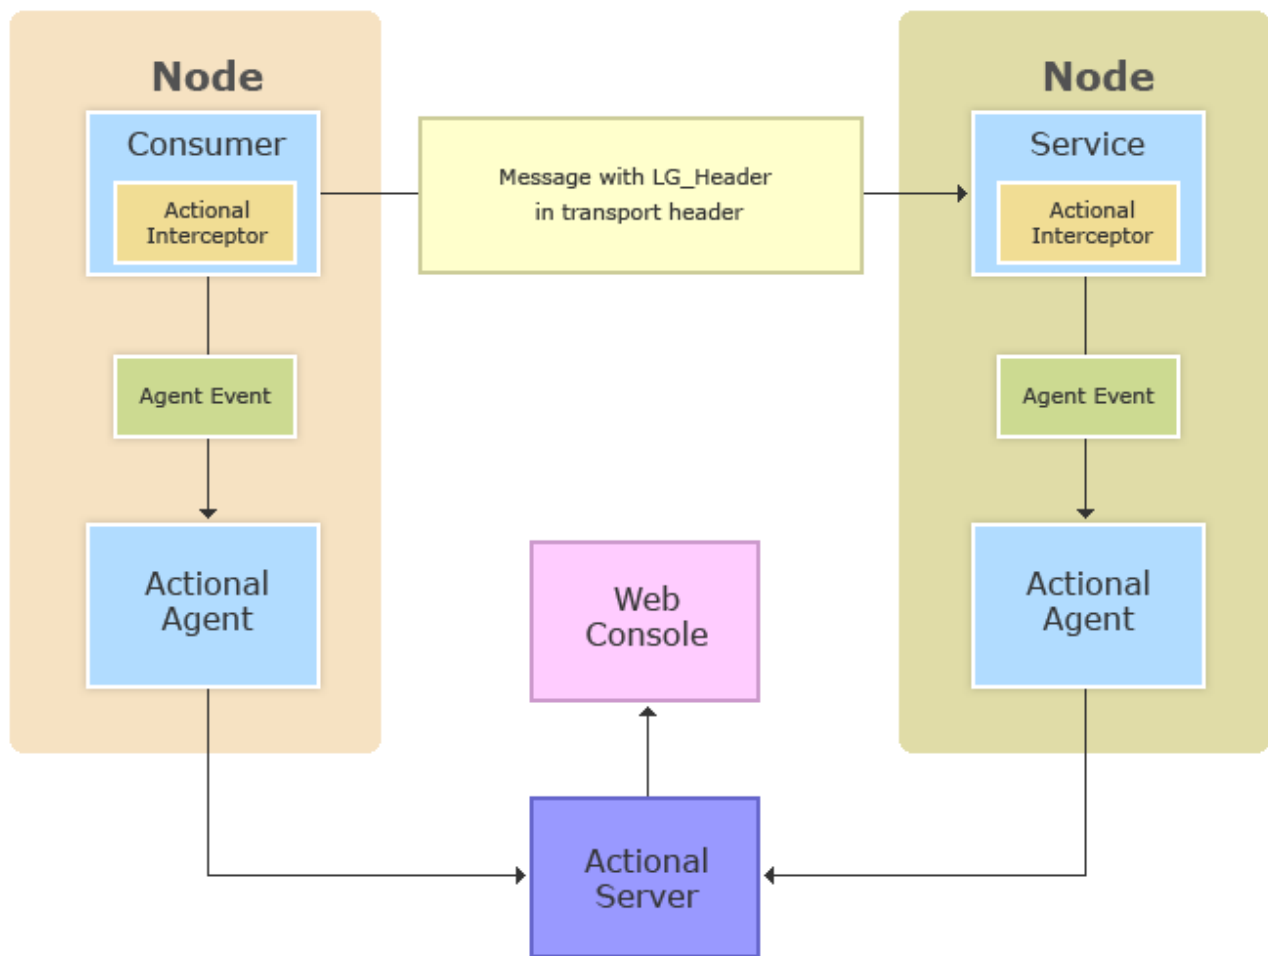 Node
Consumer
Actional
Interceptor
Message with LG_Header
in transport header
Node
Service
Actional
Interceptor
Agent Event
Agent Event
Actional
Agent
Web
Console
Actional
Agent
Actional
Server